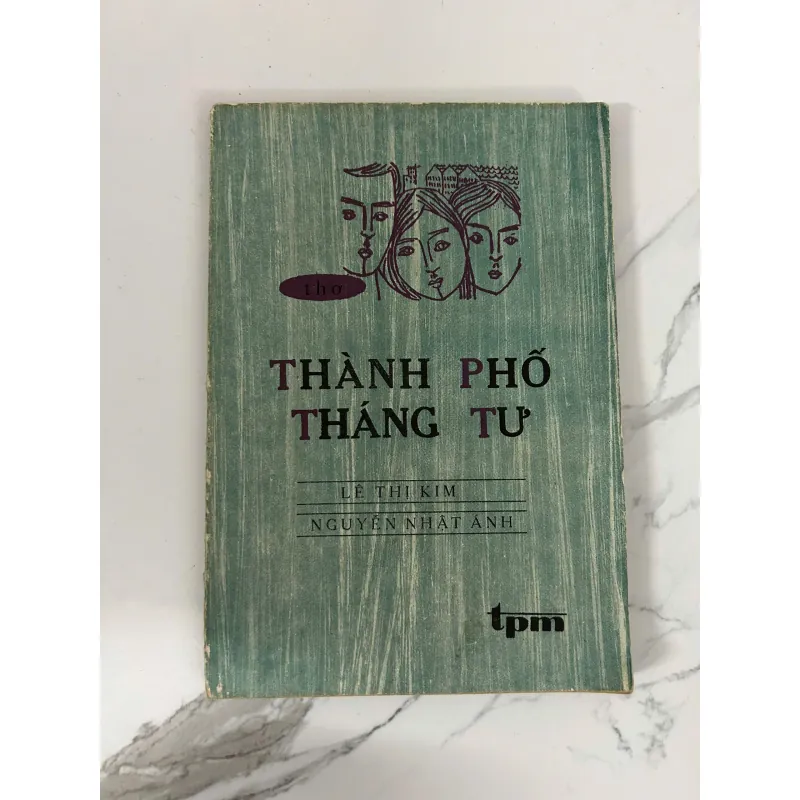 thơ
THÀNH PHỐ
THÁNG TƯ
LÊ THỊ KIM
NGUYỄN NHẬT ÁNH
tpm